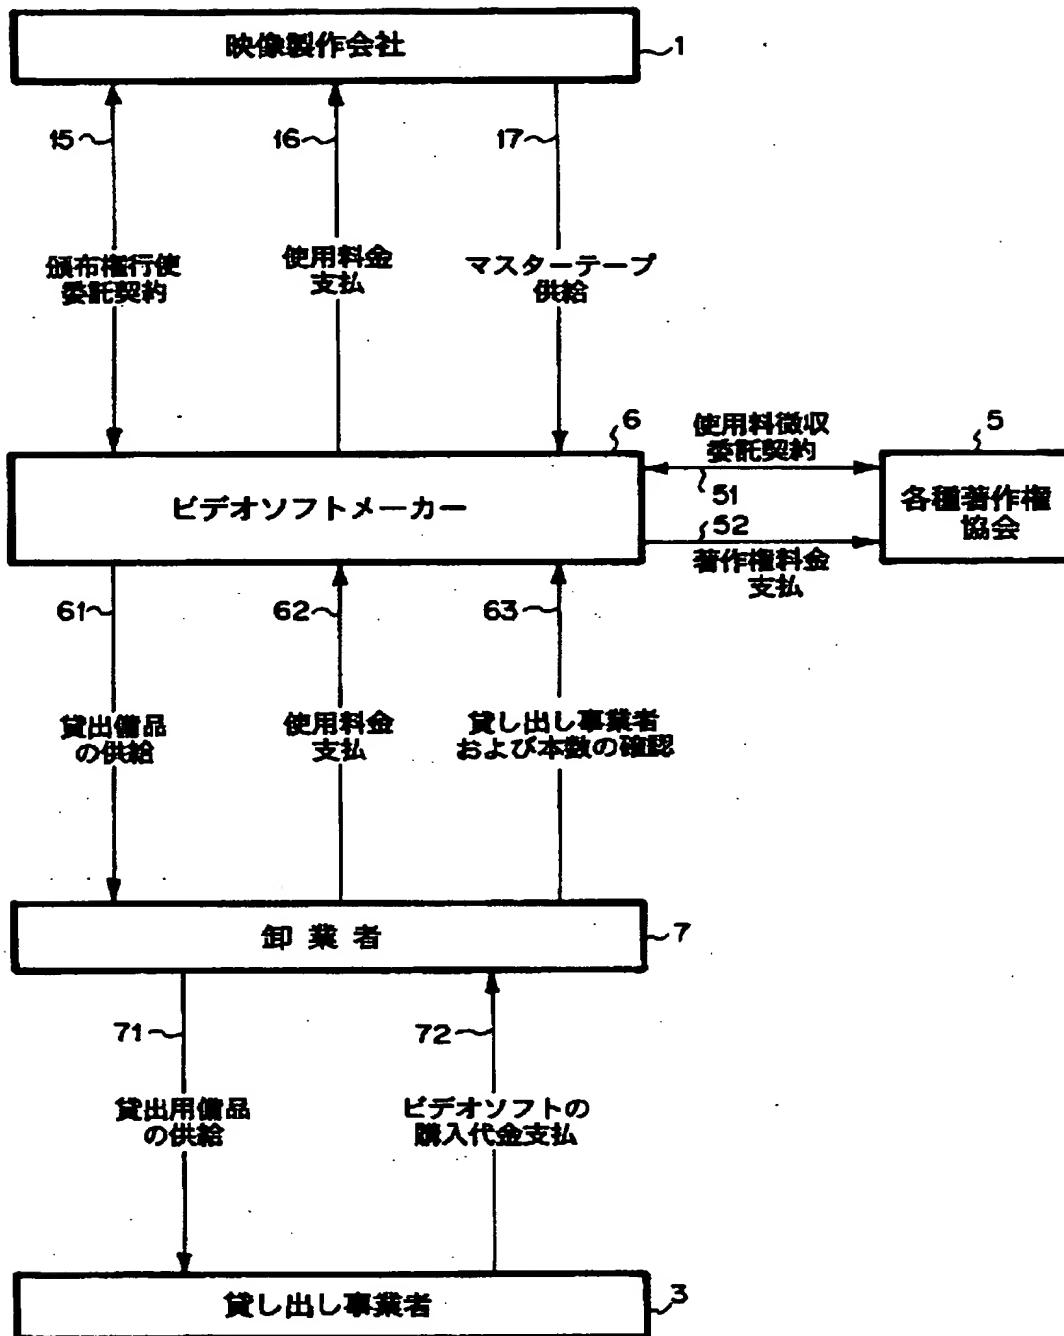 映像製作会社
1
15
16
17
頒布権行使
委託契約
使用料金
支払
マスターテープ
供給
6
使用料徴収
委託契約
5
ビデオソフトメーカー
51
52
各種著作権
協会
著作権料金
支払
61
62
63
貸出備品
の供給
使用料金
支払
貸し出し事業者
および本数の確認
卸業者
7
71
72
貸出用備品
の供給
ビデオソフトの
購入代金支払
貸し出し事業者
3